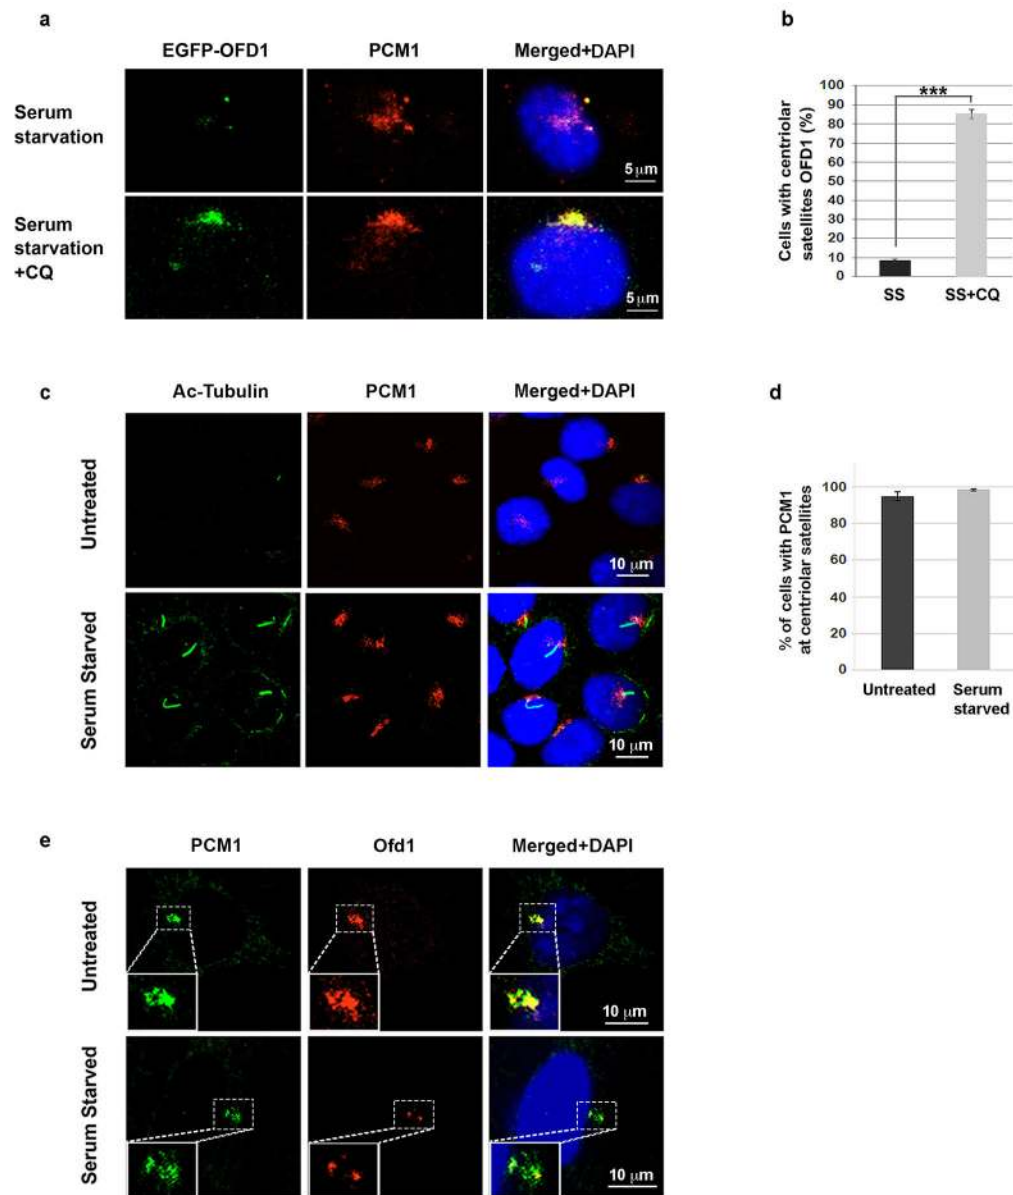 a
EGFP-OFD1 PCM1 Merged+DAPI
Serum
starvation
5 μm
Serum
starvation
+CQ
5 μm
b
Cells with centriolar
satellites OFD1 (%)
***
100
90
80
70
60
50
40
30
20
10
0
SS SS+CQ
c
Ac-Tubulin PCM1 Merged+DAPI
Untreated
10 μm
Serum Starved
10 μm
d
% of cells with PCM1
at centriolar satellites
100
80
60
40
20
0
Untreated Serum
starved
e
PCM1 Ofd1 Merged+DAPI
Untreated
10 μm
Serum Starved
10 μm